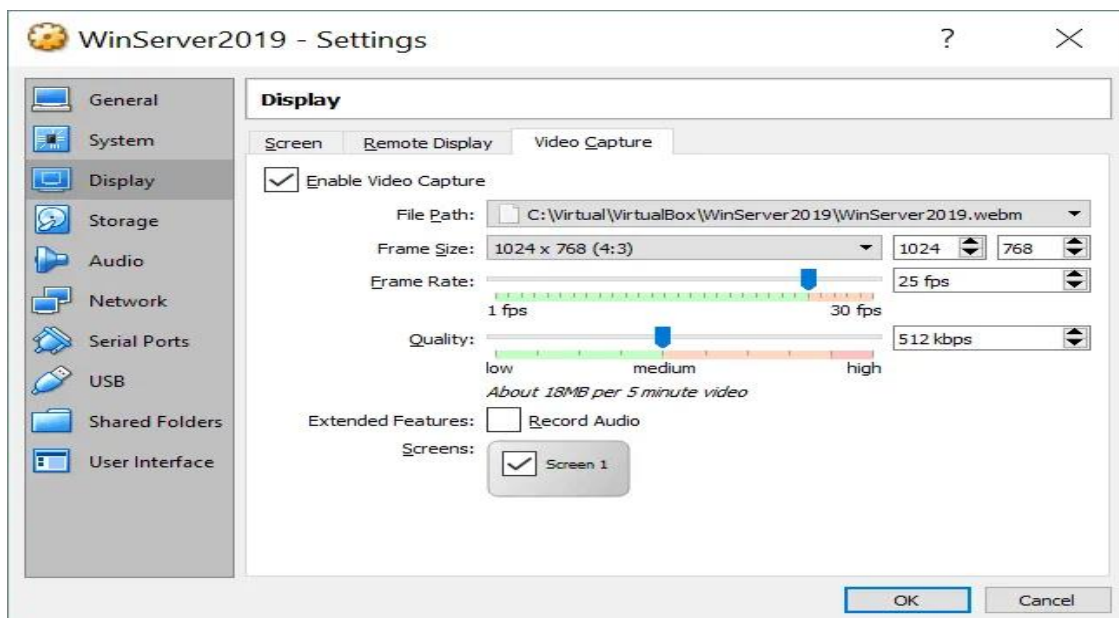 WinServer2019 - Settings ?
General
System
Display
Storage
Audio
Network
Serial Ports
USB
Shared Folders
User Interface
Display
Screen Remote Display Video Capture
Enable Video Capture
File Path: C:\Virtual\VirtualBox\WinServer2019\WinServer2019.webm
Frame Size: 1024 x 768 (4:3) 1024 768
Frame Rate: 25 fps
1 fps 30 fps
Quality: 512 kbps
low medium high
About 18MB per 5 minute video
Extended Features: Record Audio
Screens: Screen 1
OK Cancel